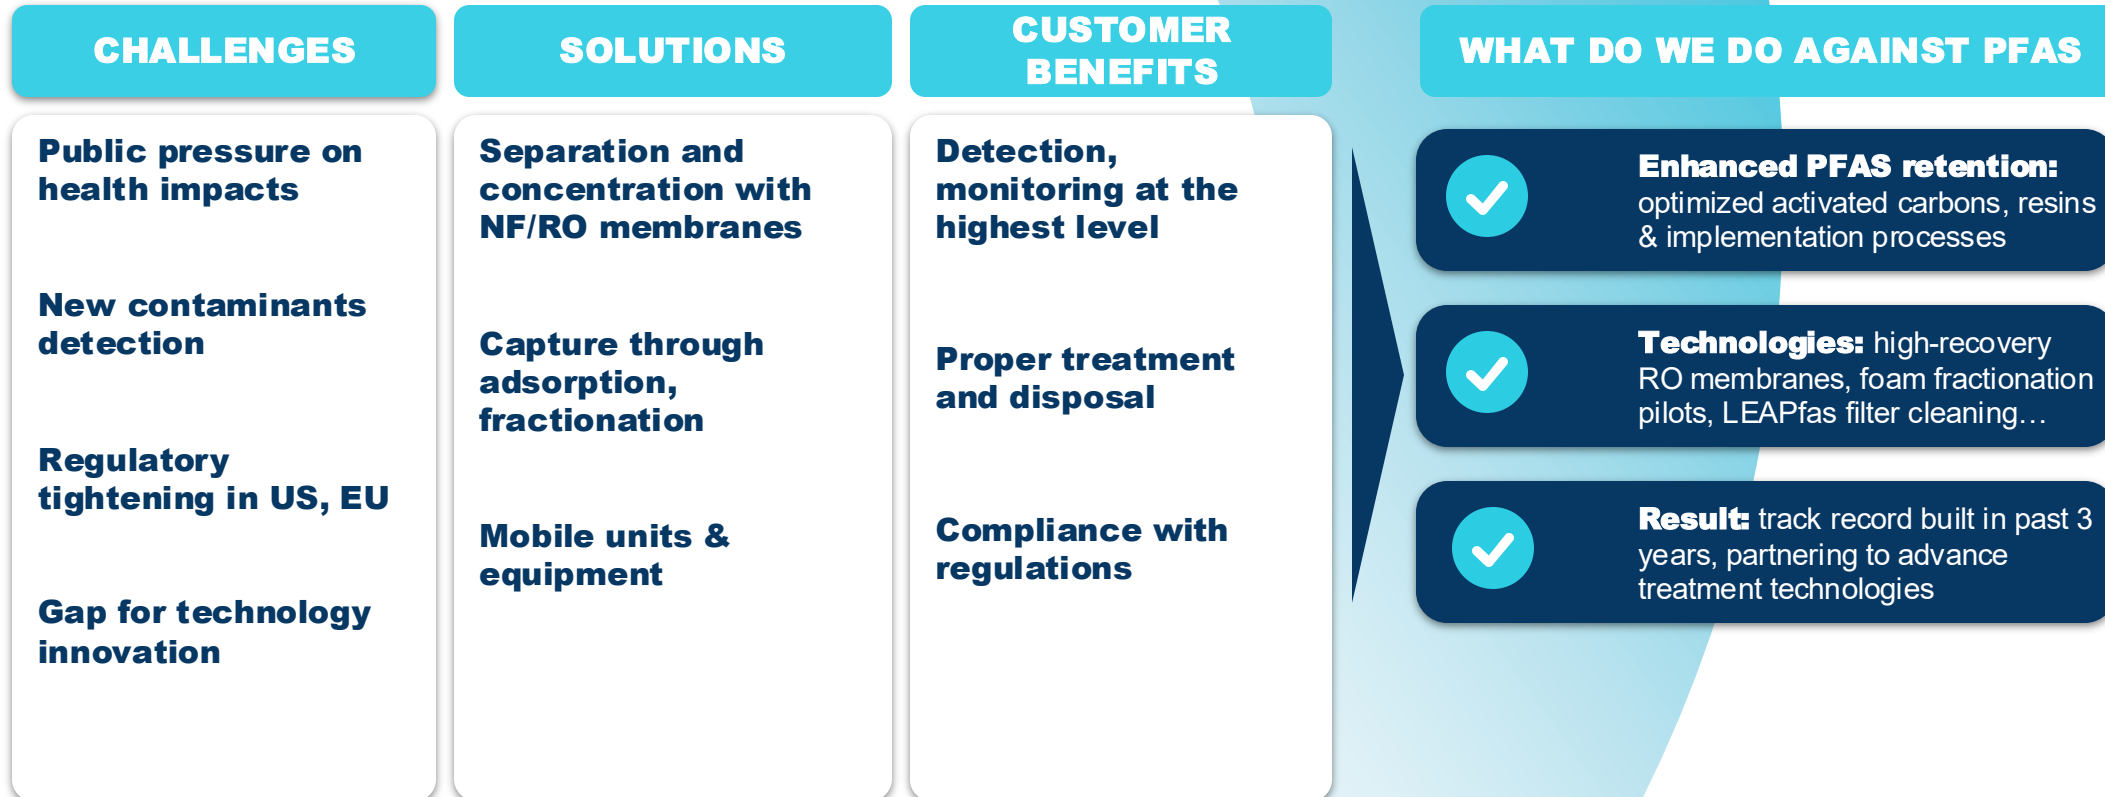 CHALLENGES
Public pressure on
health impacts
New contaminants
detection
Regulatory
tightening in US, EU
Gap for technology
innovation
SOLUTIONS
Separation and
concentration with
NF/RO membranes
Capture through
adsorption,
fractionation
Mobile units &
equipment
CUSTOMER
BENEFITS
Detection,
monitoring at the
highest level
Proper treatment
and disposal
Compliance with
regulations
WHAT DO WE DO AGAINST PFAS
Enhanced PFAS retention:
optimized activated carbons, resins
& implementation processes
Technologies: high-recovery
RO membranes, foam fractionation
pilots, LEAPfas filter cleaning…
Result: track record built in past 3
years, partnering to advance
treatment technologies